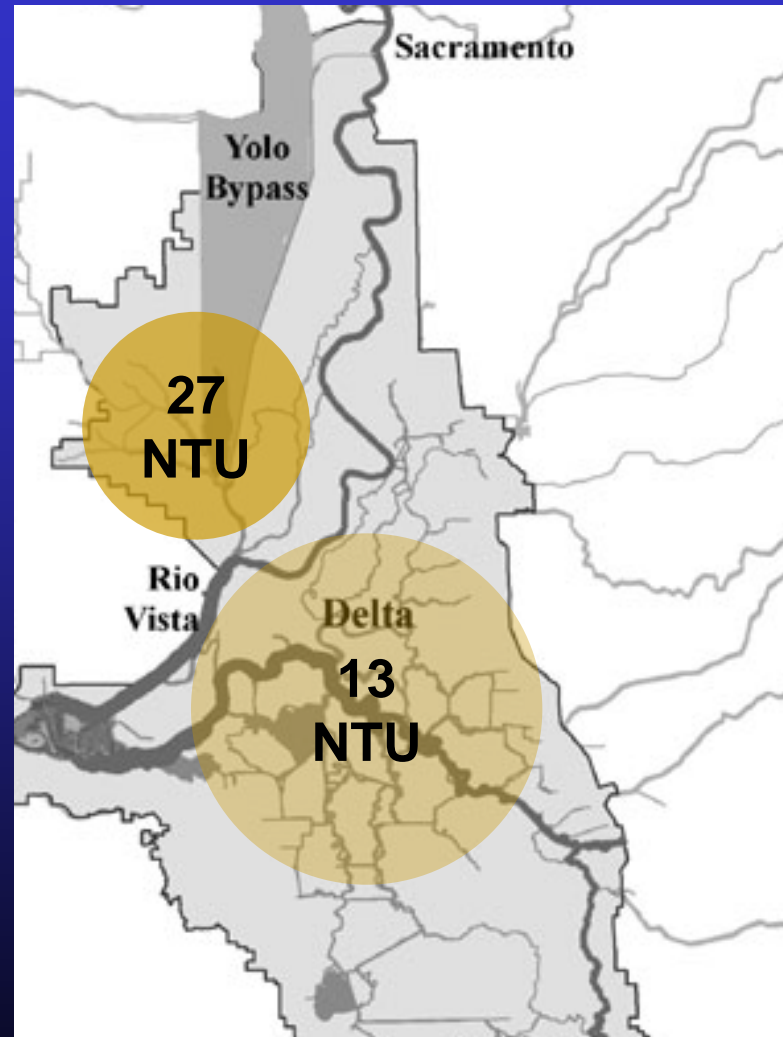 Sacramento
Yolo
Bypass
27
NTU
Rio
Vista
Delta
13
NTU